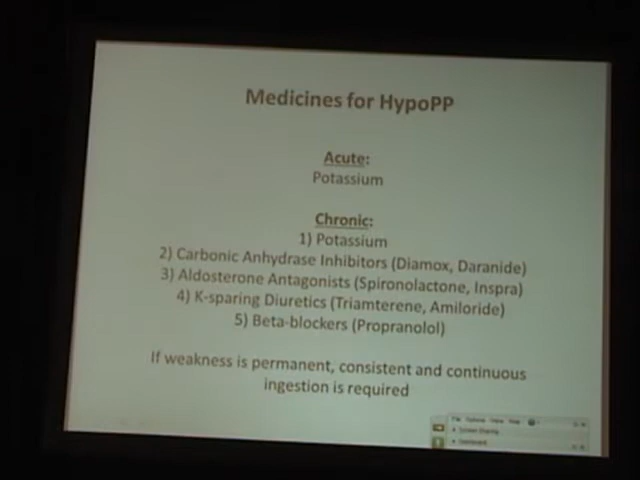 Medicines for HypoPP
Acute:
Potassium
Chronic:
1) Potassium
2) Carbonic Anhydrase Inhibitors (Diamox, Daranide)
3) Aldosterone Antagonists (Spironolactone, Inspra)
4) K-sparing Diuretics (Triamterene, Amiloride)
5) Beta-blockers (Propranolol)
If weakness is permanent, consistent and continuous
ingestion is required
File